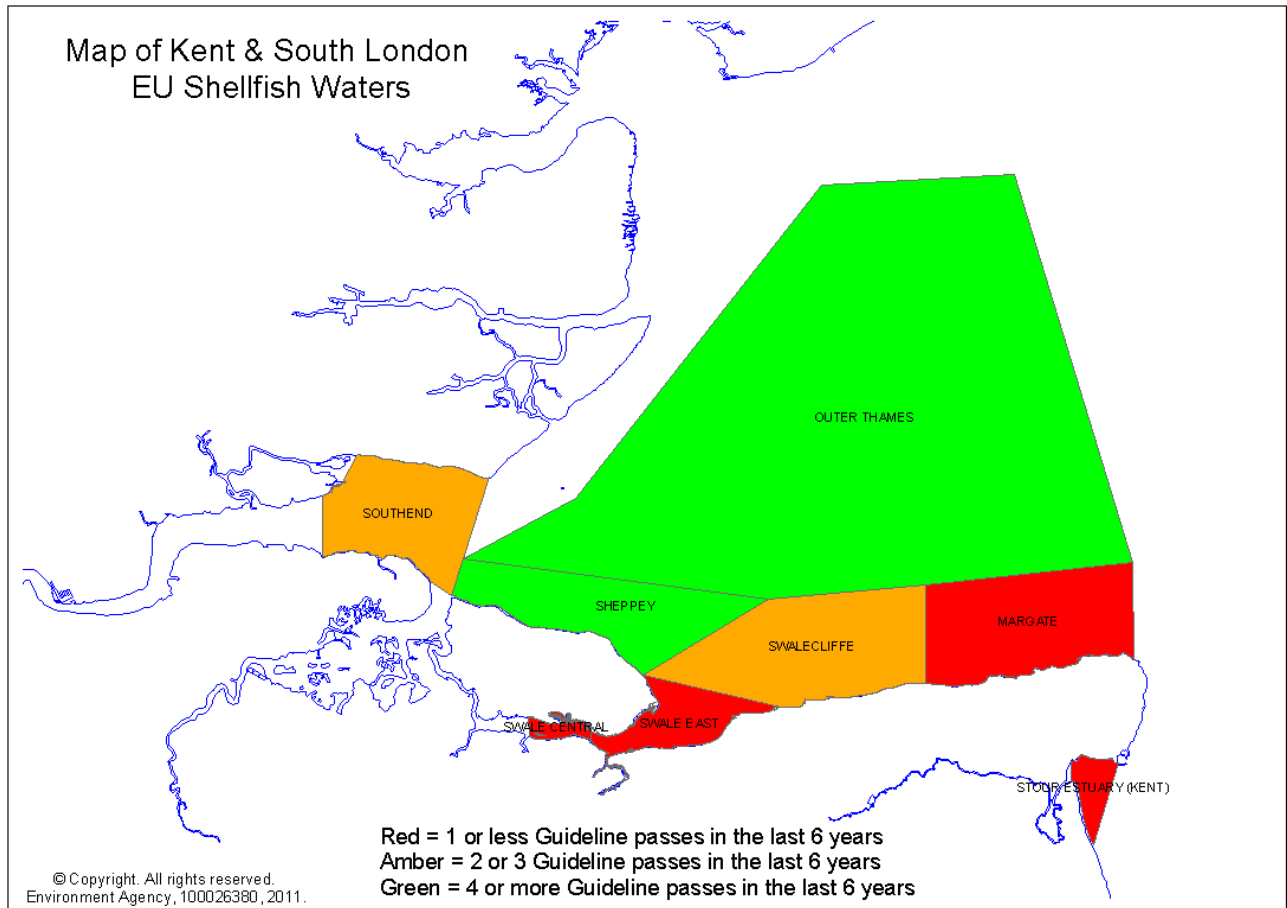 Map of Kent & South London
EU Shellfish Waters
OUTER THAMES
SOUTHEND
SHEPPEY
MARGATE
SWALECLIFFE
SWALE CENTRAL
SWALE EAST
STOUR ESTUARY (KENT)
Red = 1 or less Guideline passes in the last 6 years
Amber = 2 or 3 Guideline passes in the last 6 years
Green = 4 or more Guideline passes in the last 6 years
© Copyright. All rights reserved.
Environment Agency, 100026380, 2011.